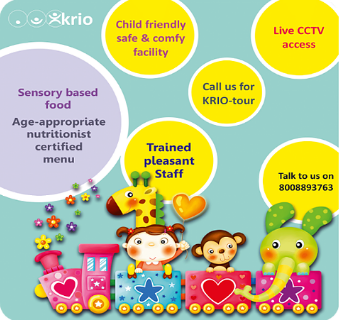 krio
Child friendly
safe & comfy
facility
Live CCTV
access
Sensory based
food
Age-appropriate
nutritionist
certified
menu
Call us for
KRIO-tour
Trained
pleasant
Staff
Talk to us on
8008893763